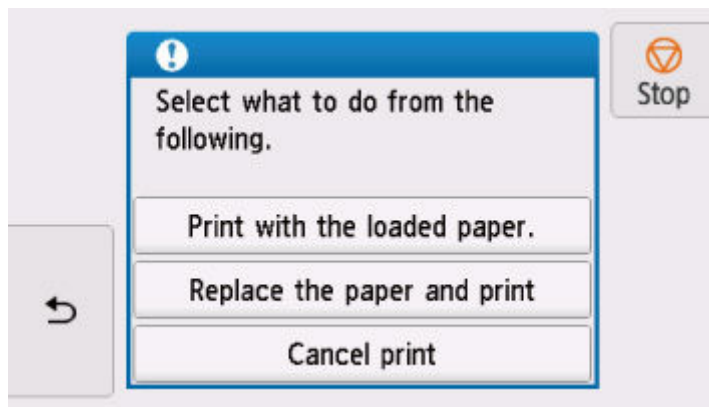 Select what to do from the
following.
Stop
Print with the loaded paper.
Replace the paper and print
Cancel print